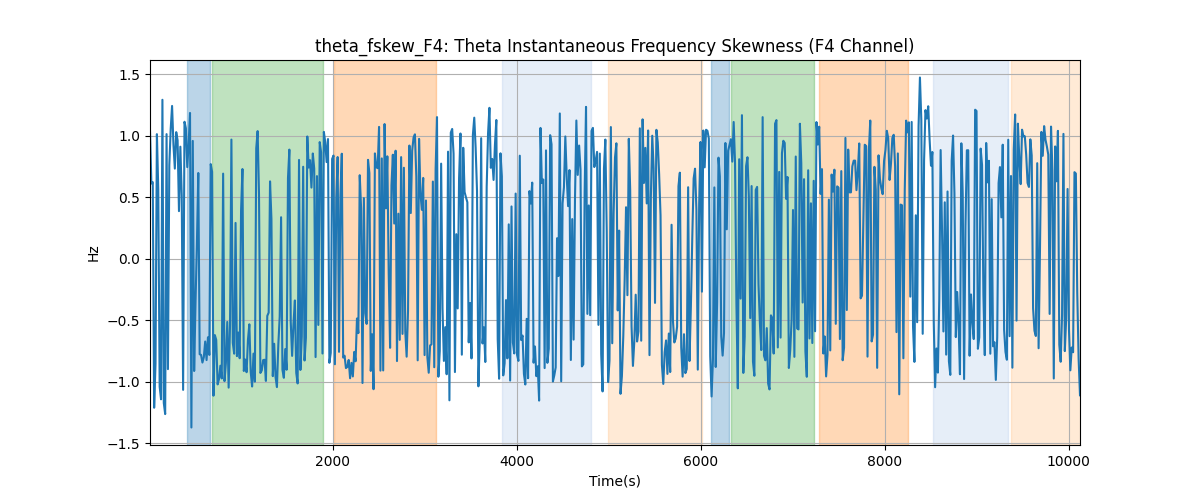 theta_fskew_F4: Theta Instantaneous Frequency Skewness (F4 Channel)
1.5
1.0
0.5
0.0
−0.5
−1.0
−1.5
Hz
2000 4000 6000 8000 10000
Time(s)